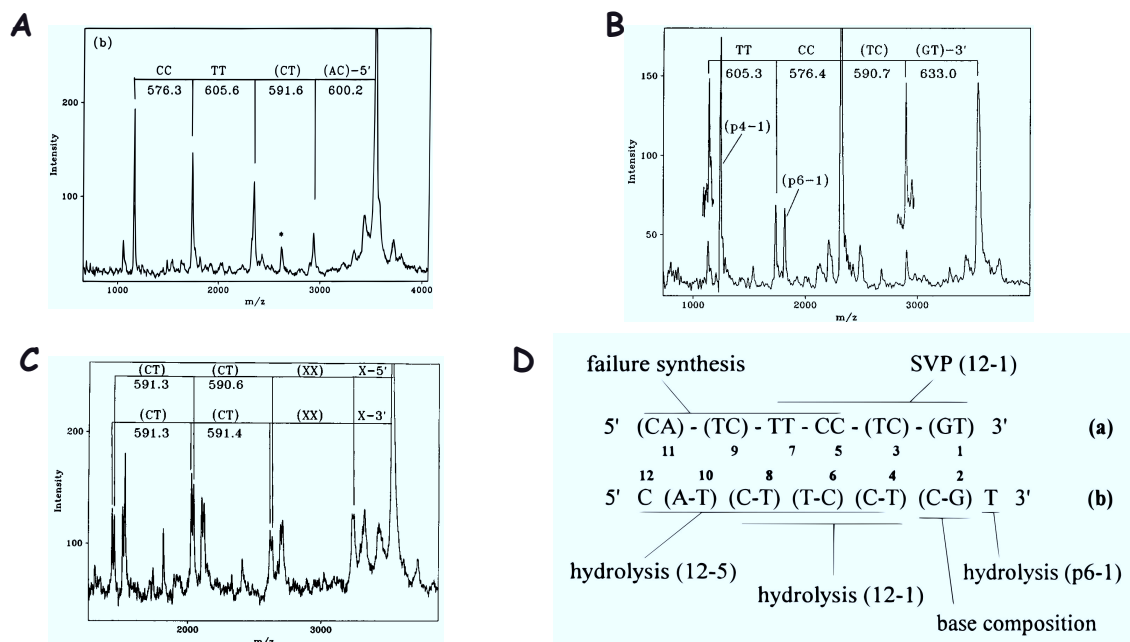 A
(b)
CC TT (CT) (AC)-5'
576.3 605.6 591.6 600.2
200
100
Intensity
*
1000 2000 3000 4000
m/z
B
TT CC (TC) (GT)-3'
605.3 576.4 590.7 633.0
150
100
50
Intensity
(p4-1)
(p6-1)
1000 2000 3000
m/z
C
(CT) (CT) (XX) X-5'
591.3 590.6
(CT) (CT) (XX) X-3'
591.3 591.4
200
100
Intensity
2000 3000
m/z
D
failure synthesis SVP (12-1)
5' (CA) - (TC) - TT - CC - (TC) - (GT) 3' (a)
11 9 7 5 3 1
12 10 8 6 4 2
5' C (A-T) (C-T) (T-C) (C-T) (C-G) T 3' (b)
hydrolysis (12-5) hydrolysis (p6-1)
hydrolysis (12-1)
base composition